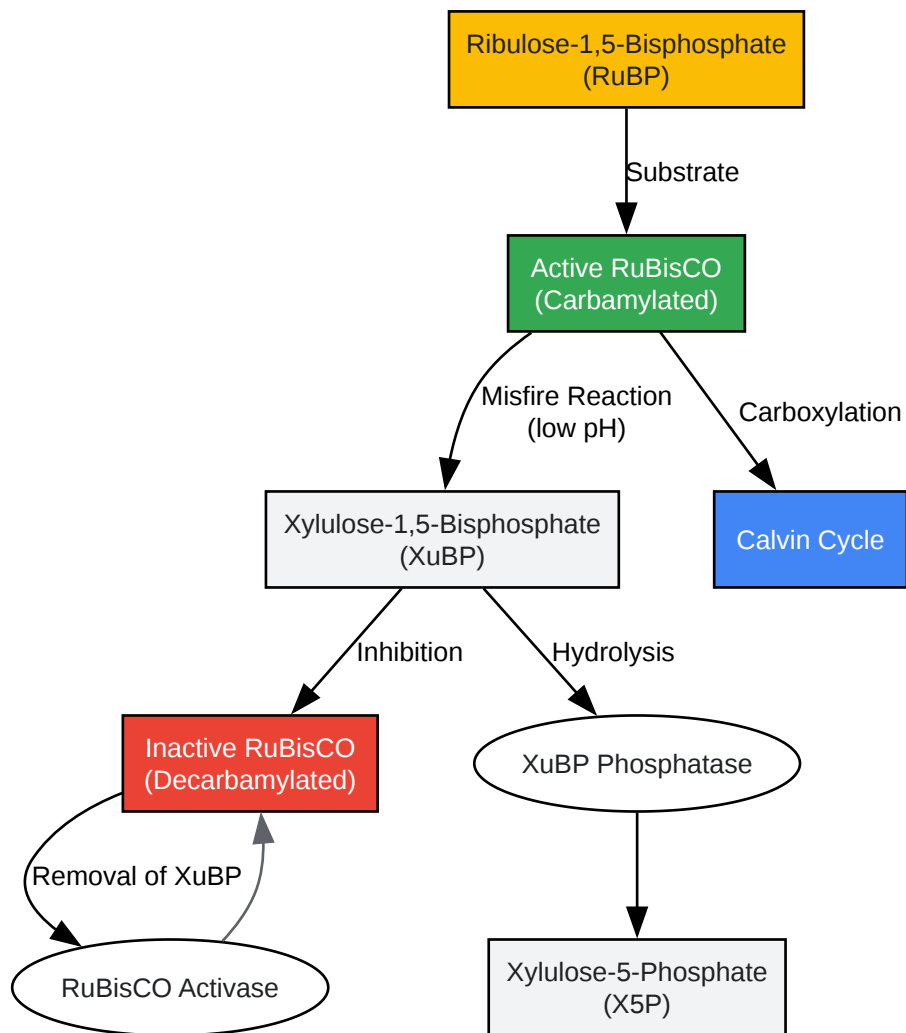 Ribulose-1,5-Bisphosphate
(RuBP)
Substrate
Active RuBisCO
(Carbamylated)
Misfire Reaction
(low pH)
Carboxylation
Xylulose-1,5-Bisphosphate
(XuBP)
Calvin Cycle
Inhibition
Hydrolysis
Inactive RuBisCO
(Decarbamylated)
XuBP Phosphatase
Removal of XuBP
RuBisCO Activase
Xylulose-5-Phosphate
(X5P)